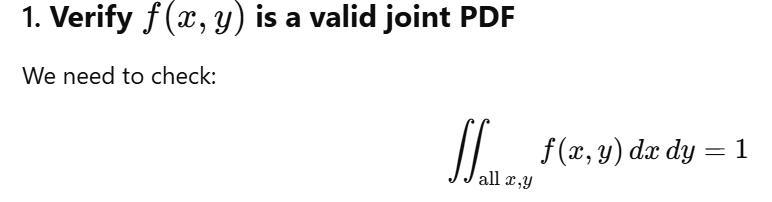 1. Verify f(x, y) is a valid joint PDF
We need to check:
∬_{all x,y} f(x, y) dx dy = 1